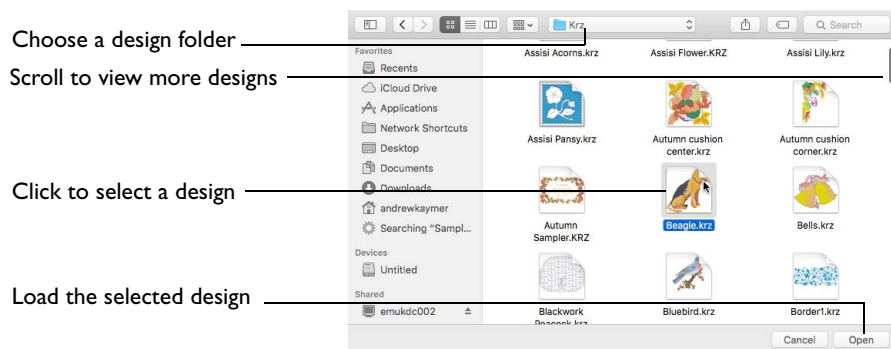 Choose a design folder
Scroll to view more designs
Click to select a design
Load the selected design
Krz
Search
Favorites
Recents
iCloud Drive
Applications
Network Shortcuts
Desktop
Documents
Downloads
andrewkaymer
Searching "Sampl...
Devices
Untitled
Shared
emukdc002
Assisi Acorns.krz
Assisi Flower.KRZ
Assisi Lily.krz
Assisi Pansy.krz
Autumn cushion
center.krz
Autumn cushion
corner.krz
Autumn
Sampler.KRZ
Beagle.krz
Bells.krz
Blackwork
Peacock.krz
Bluebird.krz
Border1.krz
Cancel
Open